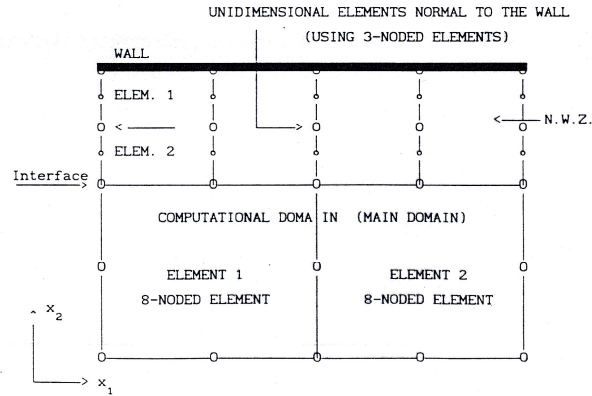 UNIDIMENSIONAL ELEMENTS NORMAL TO THE WALL
(USING 3-NODED ELEMENTS)
WALL
ELEM. 1
N.W.Z.
ELEM. 2
Interface
COMPUTATIONAL DOMAIN (MAIN DOMAIN)
ELEMENT 1
8-NODED ELEMENT
ELEMENT 2
8-NODED ELEMENT
x2
x1